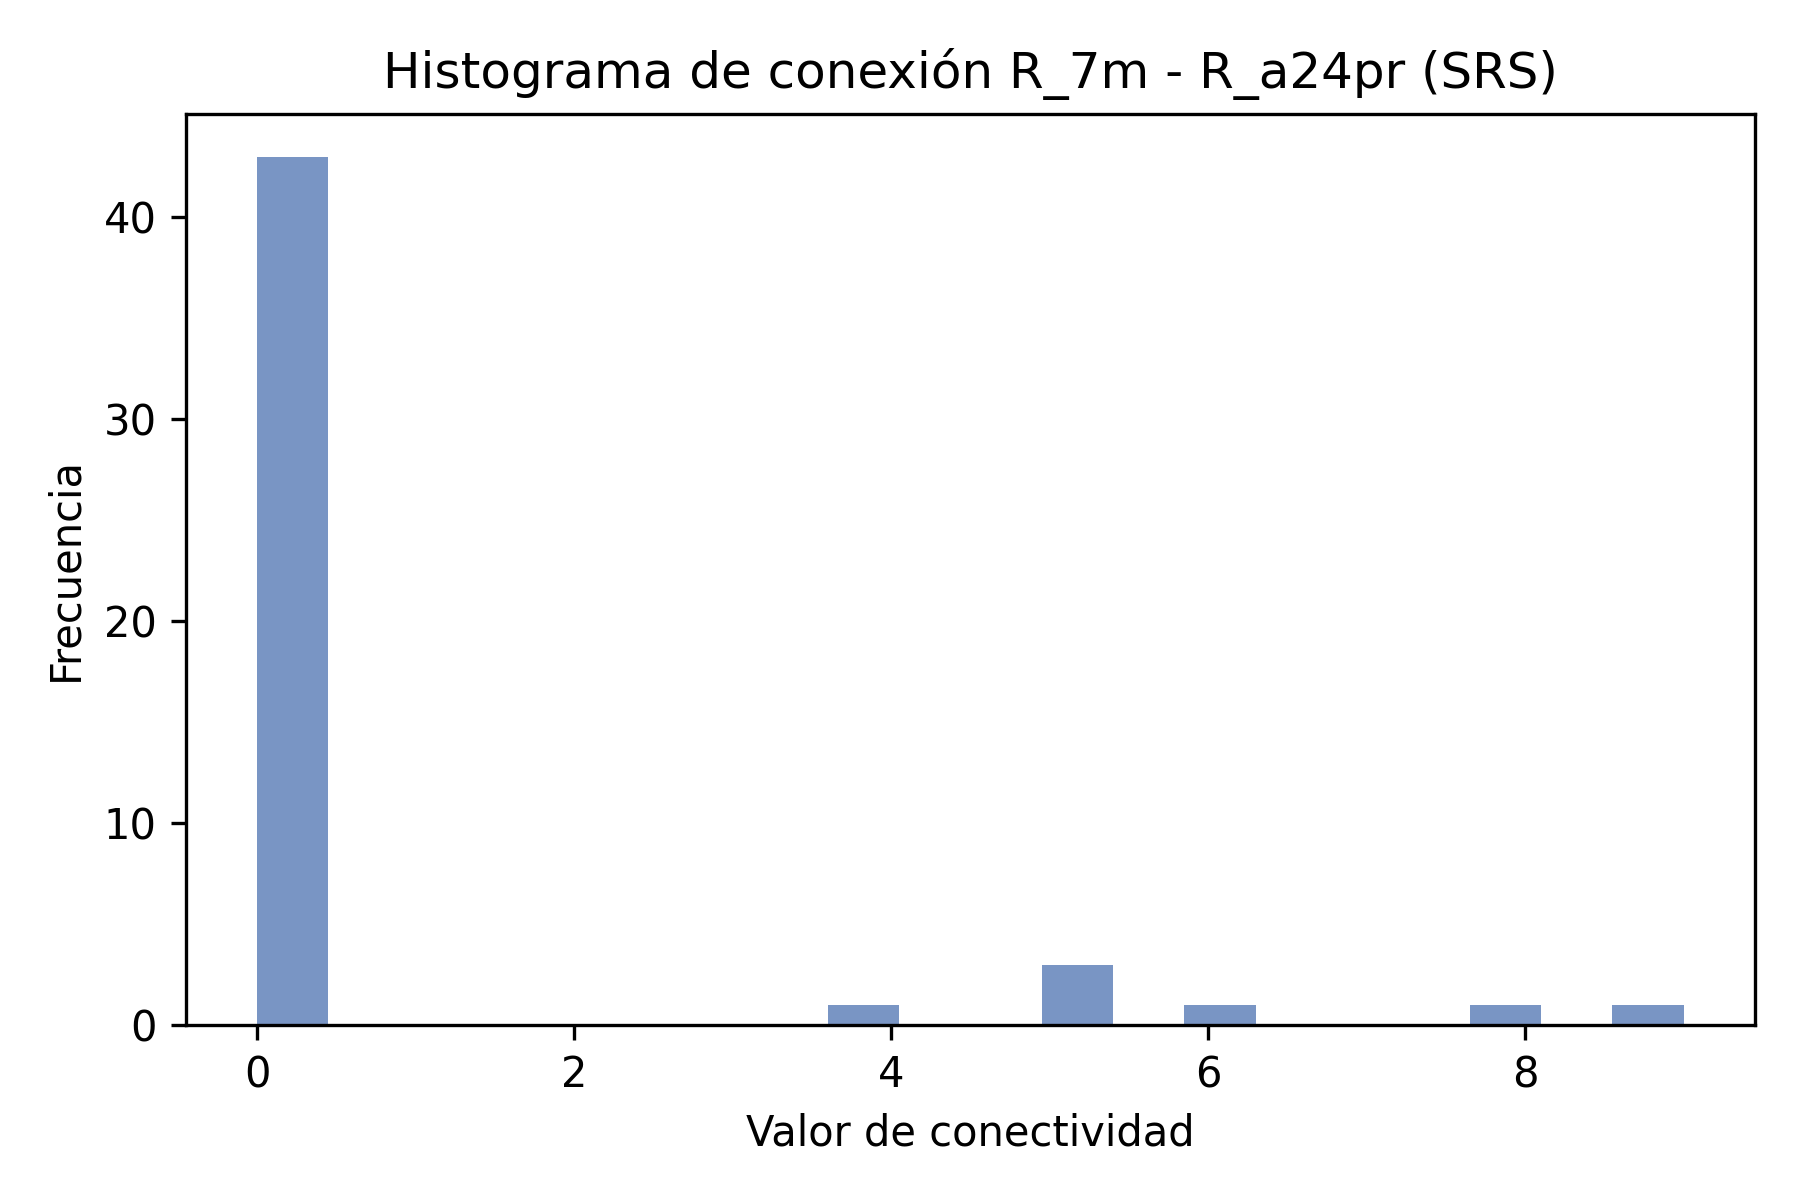 Histograma de conexión R_7m - R_a24pr (SRS)
40
30
20
10
0
Frecuencia
0 2 4 6 8
Valor de conectividad